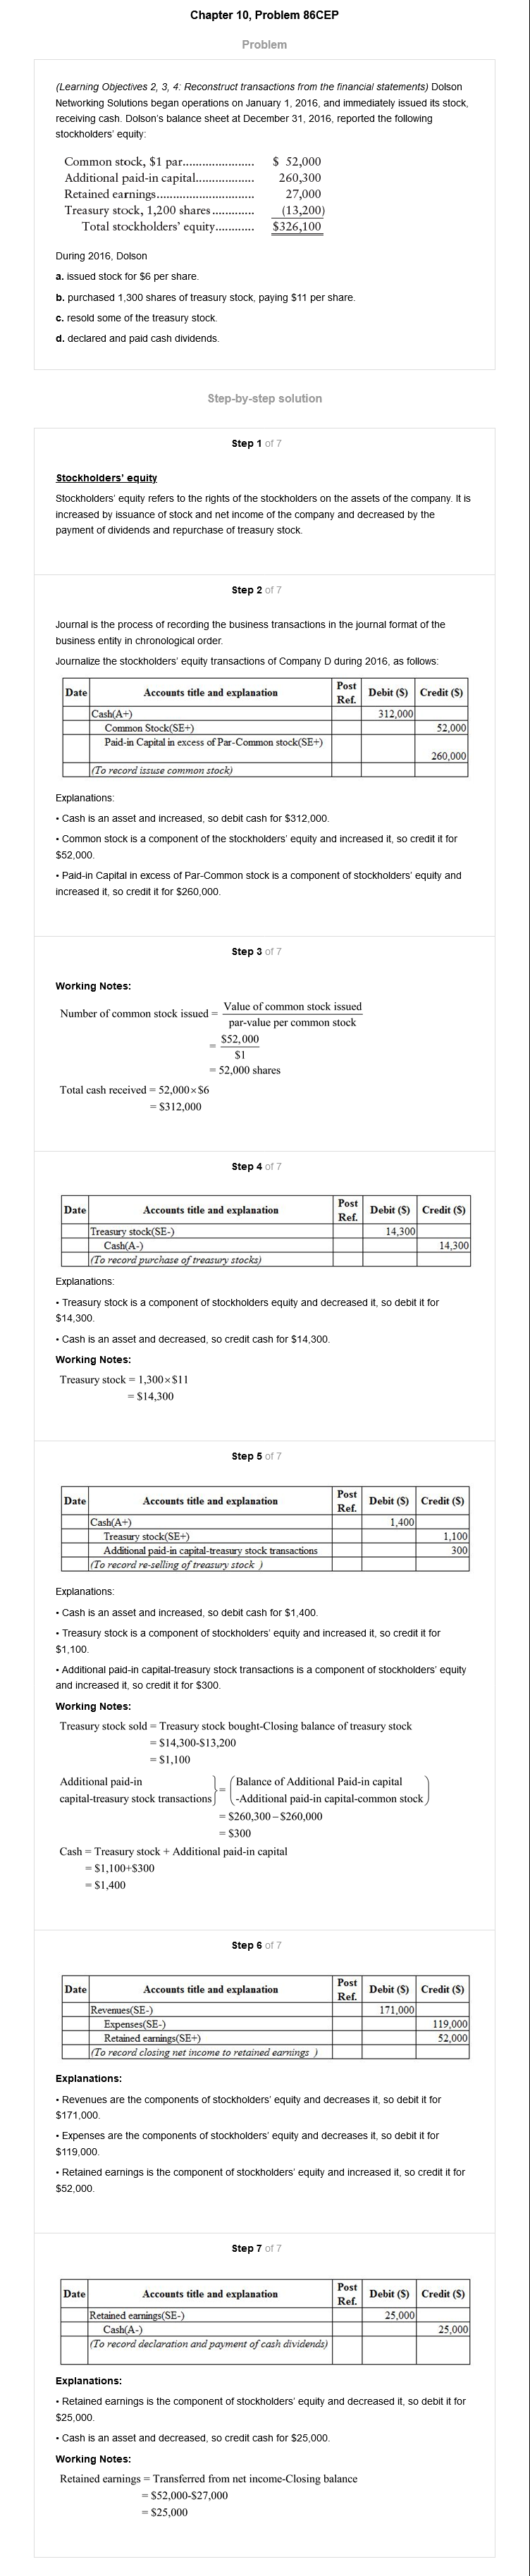 Chapter 10, Problem 86CEP
Problem
(Learning Objectives 2, 3, 4: Reconstruct transactions from the financial statements) Dolson
Networking Solutions began operations on January 1, 2016, and immediately issued its stock,
receiving cash. Dolson's balance sheet at December 31, 2016, reported the following
stockholders' equity:
Common stock, $1 par...................... $ 52,000
Additional paid-in capital.................. 260,300
Retained earnings.............................. 27,000
Treasury stock, 1,200 shares ............. (13,200)
Total stockholders' equity............ $326,100
During 2016, Dolson
a. issued stock for $6 per share.
b. purchased 1,300 shares of treasury stock, paying $11 per share.
c. resold some of the treasury stock.
d. declared and paid cash dividends.
Step-by-step solution
Step 1 of 7
Stockholders' equity
Stockholders' equity refers to the rights of the stockholders on the assets of the company. It is
increased by issuance of stock and net income of the company and decreased by the
payment of dividends and repurchase of treasury stock.
Step 2 of 7
Journal is the process of recording the business transactions in the journal format of the
business entity in chronological order.
Journalize the stockholders' equity transactions of Company D during 2016, as follows:
Date Accounts title and explanation Post Ref. Debit ($) Credit ($)
Cash(A+) 312,000
Common Stock(SE+) 52,000
Paid-in Capital in excess of Par-Common stock(SE+)
260,000
(To record issuse common stock)
Explanations:
• Cash is an asset and increased, so debit cash for $312,000.
• Common stock is a component of the stockholders' equity and increased it, so credit it for
$52,000.
• Paid-in Capital in excess of Par-Common stock is a component of stockholders' equity and
increased it, so credit it for $260,000.
Step 3 of 7
Working Notes:
Number of common stock issued = Value of common stock issued
par-value per common stock
= $52,000
$1
= 52,000 shares
Total cash received = 52,000×$6
= $312,000
Step 4 of 7
Date Accounts title and explanation Post Ref. Debit ($) Credit ($)
Treasury stock(SE-) 14,300
Cash(A-) 14,300
(To record purchase of treasury stocks)
Explanations:
• Treasury stock is a component of stockholders equity and decreased it, so debit it for
$14,300.
• Cash is an asset and decreased, so credit cash for $14,300.
Working Notes:
Treasury stock = 1,300×$11
= $14,300
Step 5 of 7
Date Accounts title and explanation Post Ref. Debit ($) Credit ($)
Cash(A+) 1,400
Treasury stock(SE+) 1,100
Additional paid-in capital-treasury stock transactions 300
(To record re-selling of treasury stock )
Explanations:
• Cash is an asset and increased, so debit cash for $1,400.
• Treasury stock is a component of stockholders' equity and increased it, so credit it for
$1,100.
• Additional paid-in capital-treasury stock transactions is a component of stockholders' equity
and increased it, so credit it for $300.
Working Notes:
Treasury stock sold = Treasury stock bought-Closing balance of treasury stock
= $14,300-$13,200
= $1,100
Additional paid-in
capital-treasury stock transactions} = (Balance of Additional Paid-in capital
-Additional paid-in capital-common stock)
= $260,300 – $260,000
= $300
Cash = Treasury stock + Additional paid-in capital
= $1,100+$300
= $1,400
Step 6 of 7
Date Accounts title and explanation Post Ref. Debit ($) Credit ($)
Revenues(SE-) 171,000
Expenses(SE-) 119,000
Retained earnings(SE+) 52,000
(To record closing net income to retained earnings )
Explanations:
• Revenues are the components of stockholders' equity and decreases it, so debit it for
$171,000.
• Expenses are the components of stockholders' equity and decreases it, so debit it for
$119,000.
• Retained earnings is the component of stockholders' equity and increased it, so credit it for
$52,000.
Step 7 of 7
Date Accounts title and explanation Post Ref. Debit ($) Credit ($)
Retained earnings(SE-) 25,000
Cash(A-) 25,000
(To record declaration and payment of cash dividends)
Explanations:
• Retained earnings is the component of stockholders' equity and decreased it, so debit it for
$25,000.
• Cash is an asset and decreased, so credit cash for $25,000.
Working Notes:
Retained earnings = Transferred from net income-Closing balance
= $52,000-$27,000
= $25,000